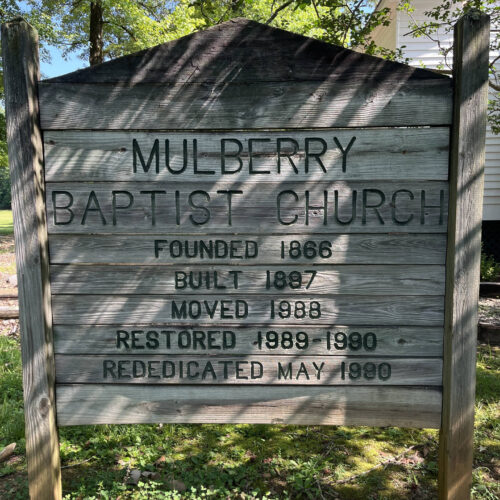 MULBERRY
BAPTIST CHURCH
FOUNDED 1866
BUILT 1897
MOVED 1988
RESTORED 1989-1990
REDEDICATED MAY 1990